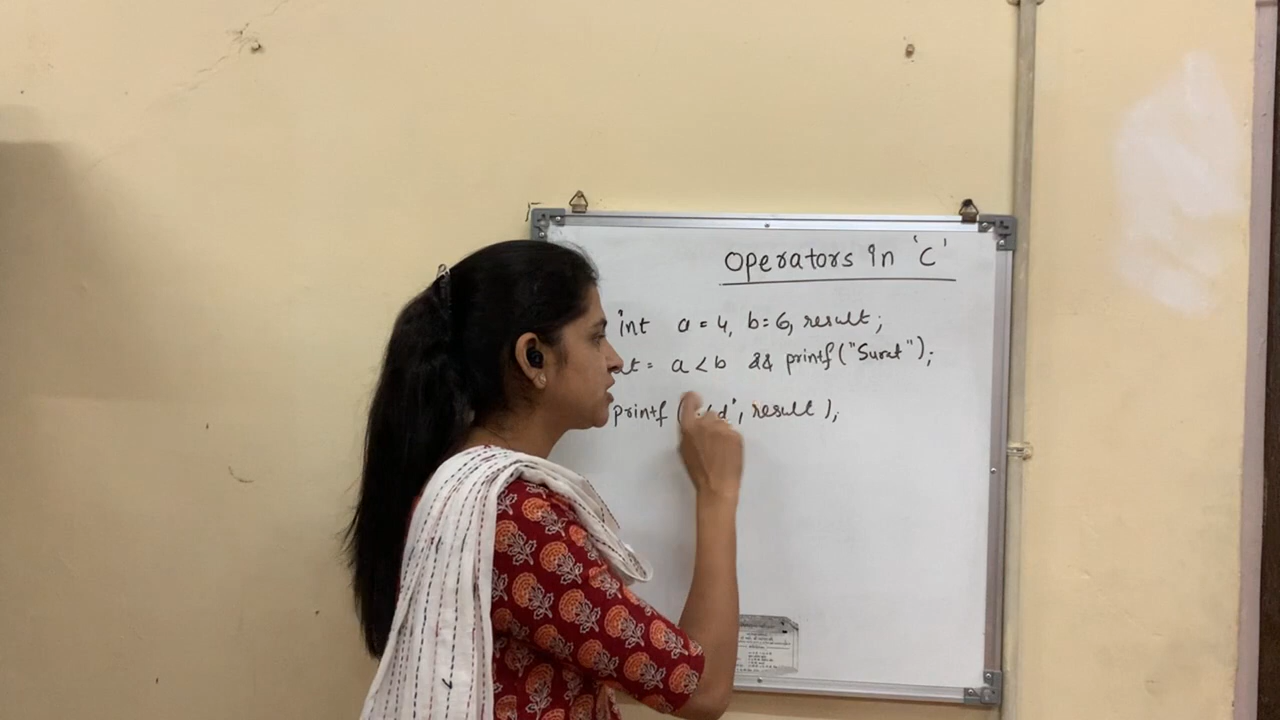 Operators in 'C'
int a = 4, b = 6, result;
= a < b && printf("Surat");
printf ( d", result );